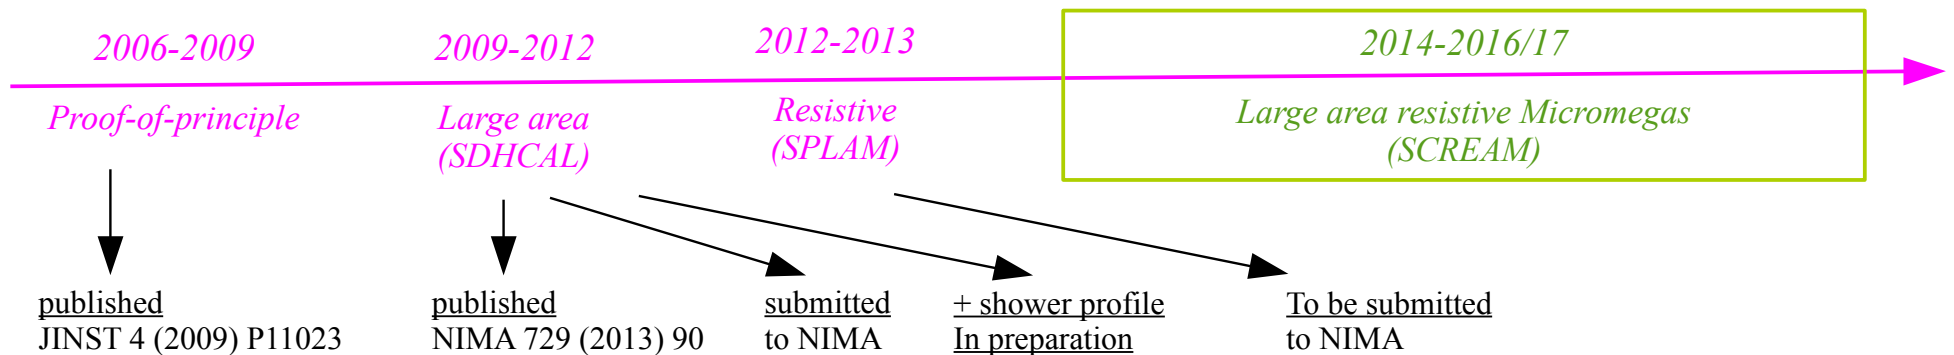 2006-2009
2009-2012
2012-2013
2014-2016/17
Proof-of-principle
Large area
(SDHCAL)
Resistive
(SPLAM)
Large area resistive Micromegas
(SCREAM)
published
JINST 4 (2009) P11023
published
NIMA 729 (2013) 90
submitted
to NIMA
+ shower profile
In preparation
To be submitted
to NIMA